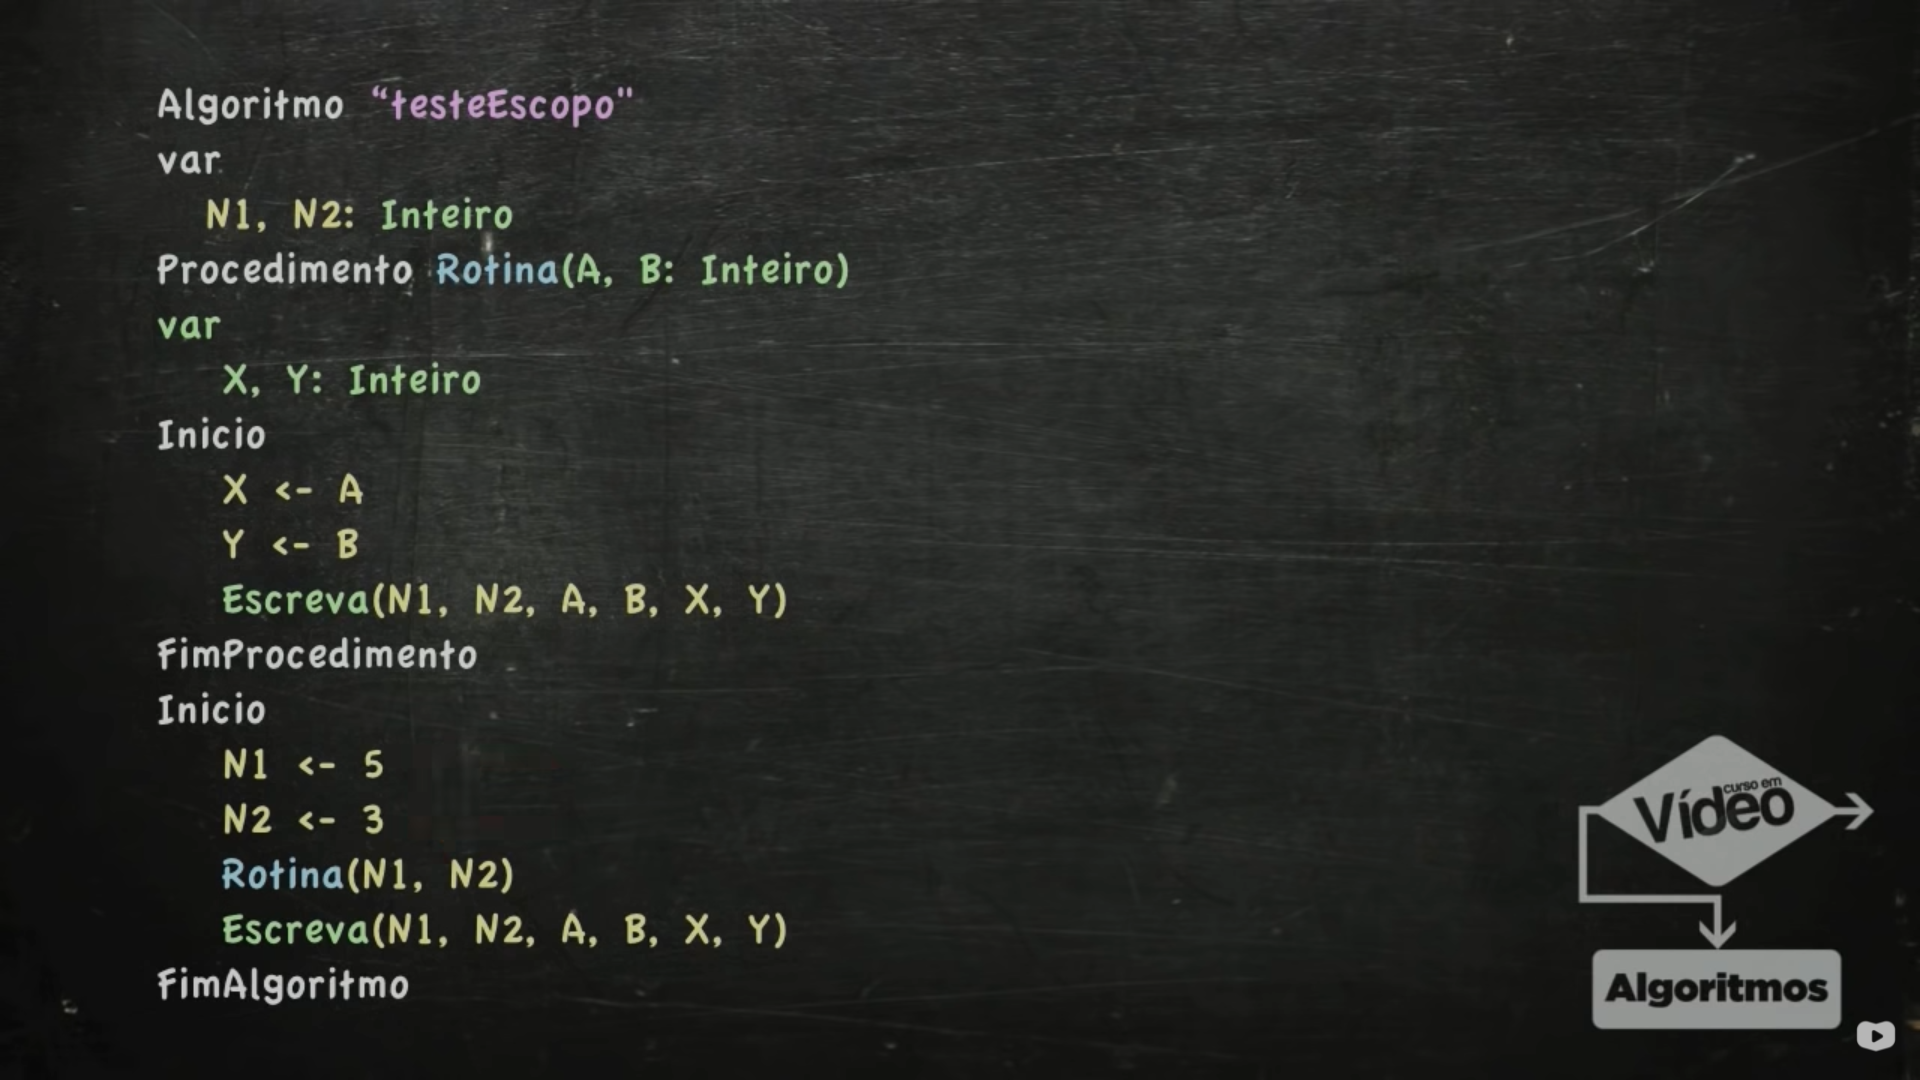 Algoritmo “testeEscopo"
var
N1, N2: Inteiro
Procedimento Rotina(A, B: Inteiro)
var
X, Y: Inteiro
Inicio
X <- A
Y <- B
Escreva(N1, N2, A, B, X, Y)
FimProcedimento
Inicio
N1 <- 5
N2 <- 3
Rotina(N1, N2)
Escreva(N1, N2, A, B, X, Y)
FimAlgoritmo
curso em
Vídeo
Algoritmos